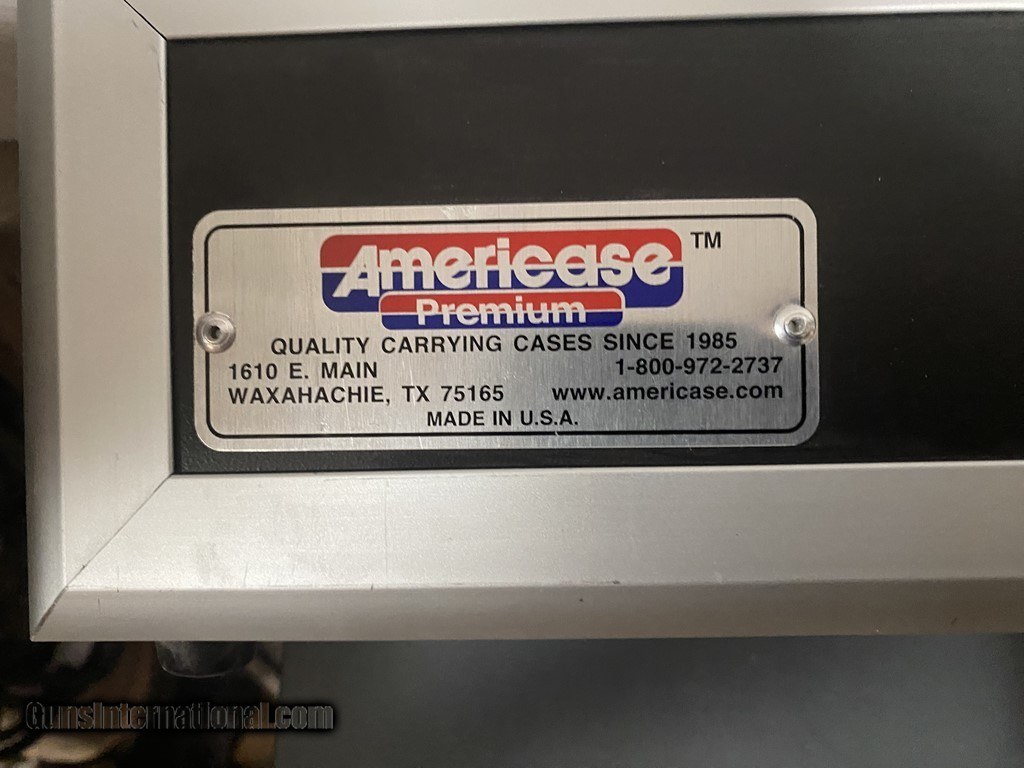 Americase TM
Premium
QUALITY CARRYING CASES SINCE 1985
1610 E. MAIN 1-800-972-2737
WAXAHACHIE, TX 75165 www.americase.com
MADE IN U.S.A.
GunsInternational.com